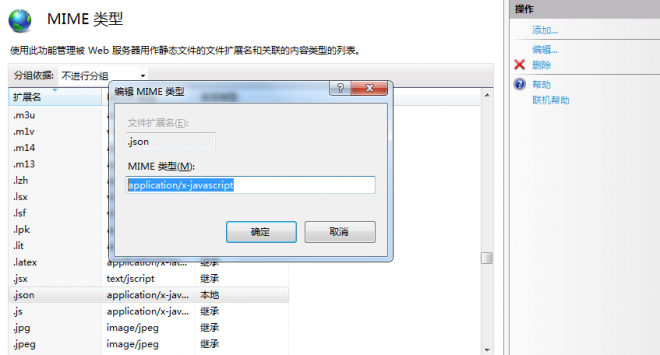 MIME 类型
使用此功能管理被 Web 服务器用作静态文件的文件扩展名和关联的内容类型的列表。
分组依据: 不进行分组
扩展名
.m3u
.m1v
.m14
.m13
.lzh
.lsx
.lsf
.lpk
.lit
.latex application/x-lat... 继承
.jsx text/jscript 继承
.json application/x-jav... 本地
.js application/x-jav... 继承
.jpg image/jpeg 继承
.jpeg image/jpeg 继承
编辑 MIME 类型
文件扩展名(E):
.json
MIME 类型(M):
application/x-javascript
确定 取消
操作
添加...
编辑...
删除
帮助
联机帮助